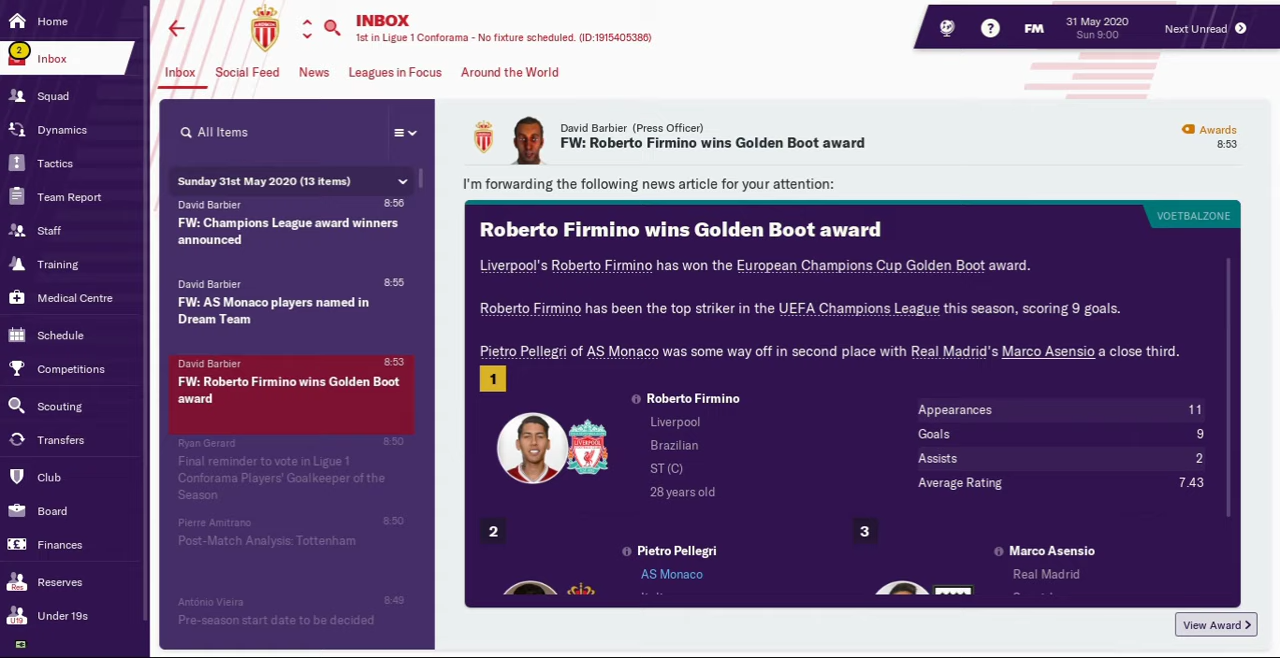 Home
2
Inbox
Squad
Dynamics
Tactics
Team Report
Staff
Training
Medical Centre
Schedule
Competitions
Scouting
Transfers
Club
Board
Finances
Res
Reserves
U19
Under 19s
INBOX
1st in Ligue 1 Conforama - No fixture scheduled. (ID:1915405386)
?
FM
31 May 2020
Sun 9:00
Next Unread
Inbox
Social Feed
News
Leagues in Focus
Around the World
All Items
Sunday 31st May 2020 (13 items)
David Barbier
8:56
FW: Champions League award winners
announced
David Barbier
8:55
FW: AS Monaco players named in
Dream Team
David Barbier
8:53
FW: Roberto Firmino wins Golden Boot
award
Ryan Gerard
8:50
Final reminder to vote in Ligue 1
Conforama Players' Goalkeeper of the
Season
Pierre Amitrano
8:50
Post-Match Analysis: Tottenham
António Vieira
8:49
Pre-season start date to be decided
David Barbier (Press Officer)
FW: Roberto Firmino wins Golden Boot award
Awards
8:53
I'm forwarding the following news article for your attention:
VOETBALZONE
Roberto Firmino wins Golden Boot award
Liverpool's Roberto Firmino has won the European Champions Cup Golden Boot award.
Roberto Firmino has been the top striker in the UEFA Champions League this season, scoring 9 goals.
Pietro Pellegri of AS Monaco was some way off in second place with Real Madrid's Marco Asensio a close third.
1
Roberto Firmino
Liverpool
Brazilian
ST (C)
28 years old
Appearances 11
Goals 9
Assists 2
Average Rating 7.43
2
Pietro Pellegri
AS Monaco
3
Marco Asensio
Real Madrid
View Award